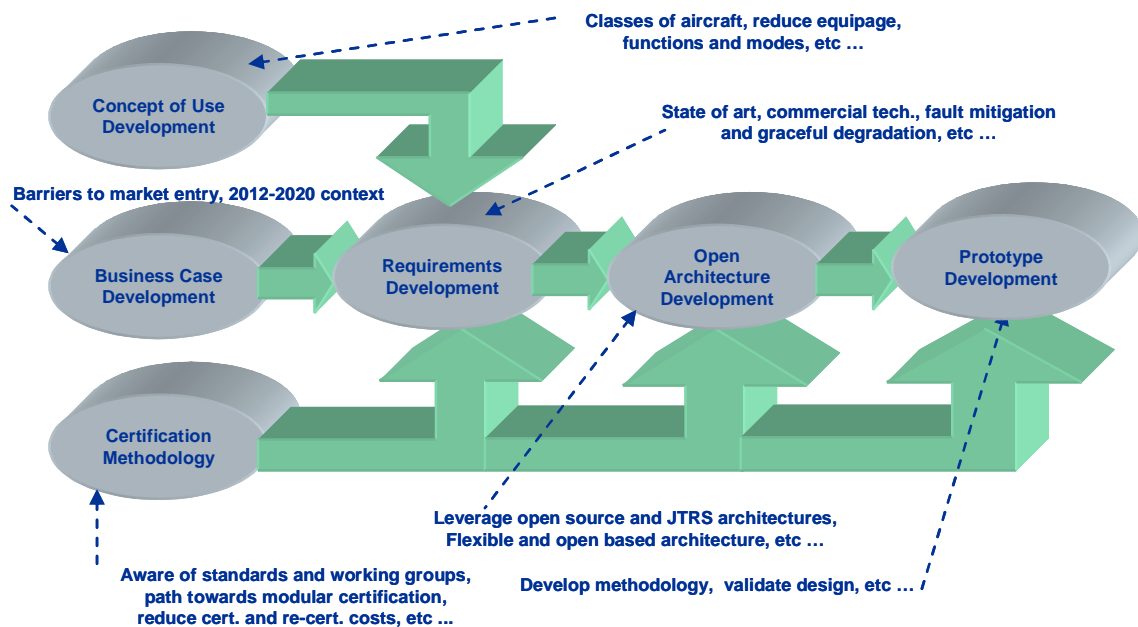 Classes of aircraft, reduce equipage,
functions and modes, etc …
Concept of Use
Development
State of art, commercial tech., fault mitigation
and graceful degradation, etc …
Barriers to market entry, 2012-2020 context
Business Case
Development
Requirements
Development
Open
Architecture
Development
Prototype
Development
Certification
Methodology
Leverage open source and JTRS architectures,
Flexible and open based architecture, etc …
Aware of standards and working groups,
path towards modular certification,
reduce cert. and re-cert. costs, etc ...
Develop methodology, validate design, etc …